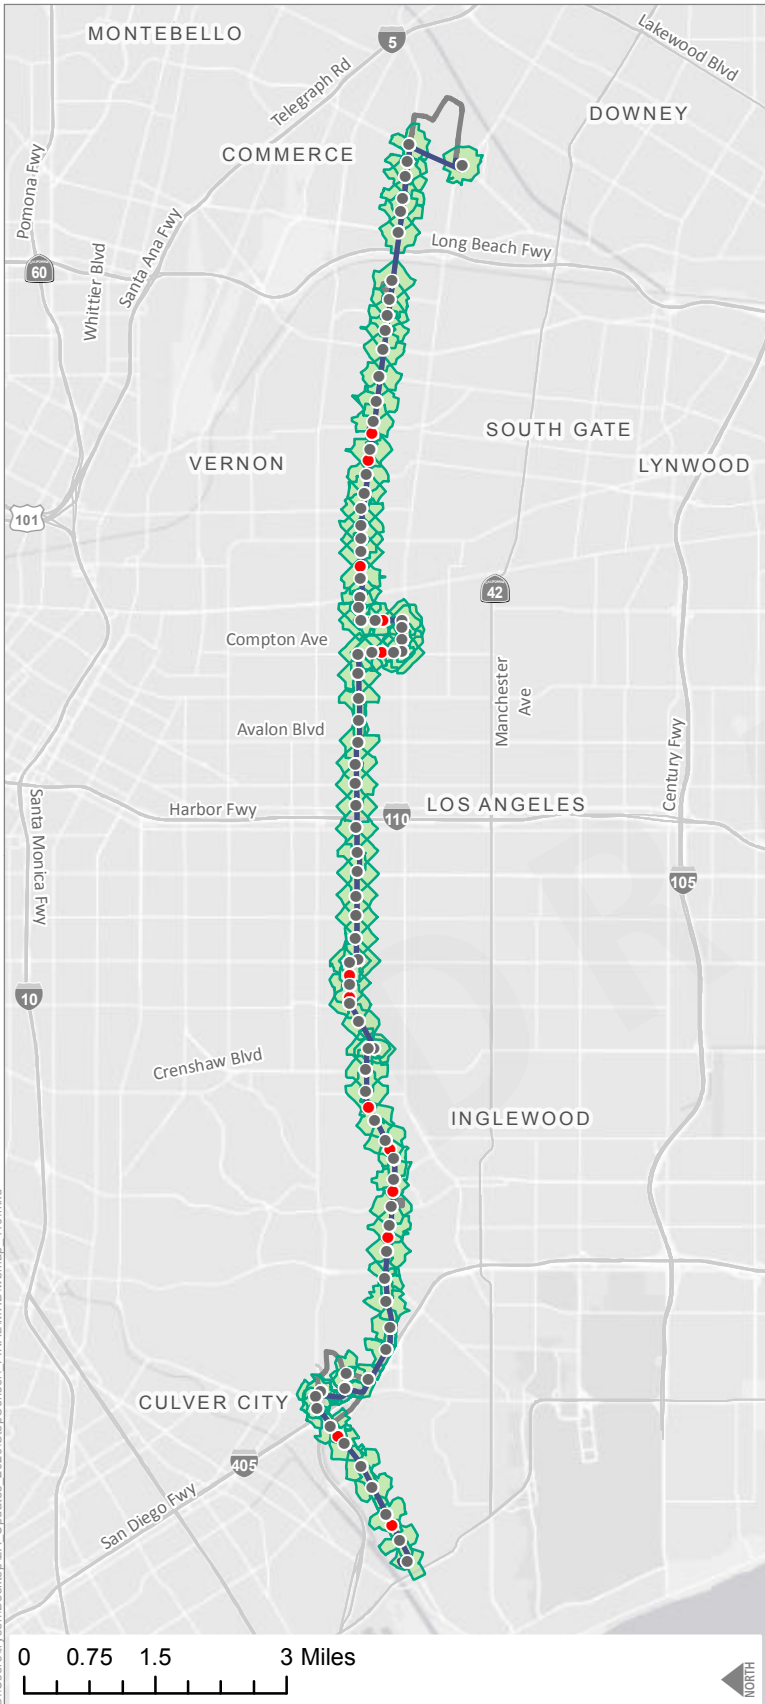 MONTEBELLO
5
Lakewood Blvd
Telegraph Rd
DOWNEY
COMMERCE
Pomona Fwy
Santa Ana Fwy
Long Beach Fwy
60
Whittier Blvd
SOUTH GATE
VERNON
LYNWOOD
101
42
Compton Ave
Manchester
Ave
Avalon Blvd
Century Fwy
Santa Monica Fwy
Harbor Fwy
110
LOS ANGELES
105
10
Crenshaw Blvd
INGLEWOOD
CULVER CITY
405
San Diego Fwy
0 0.75 1.5 3 Miles
NORTH